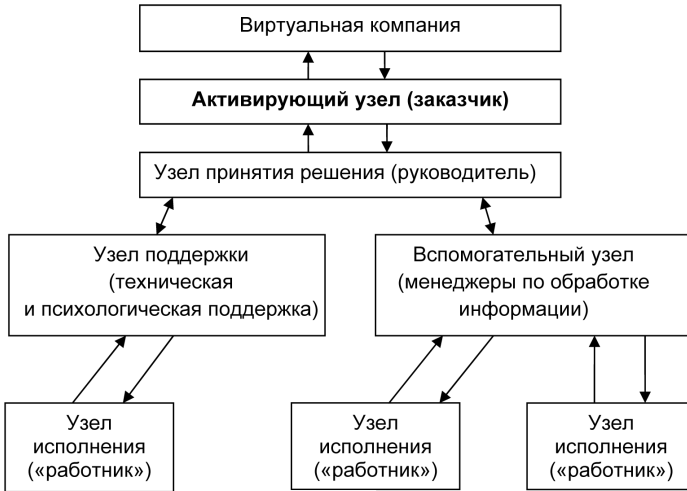 Виртуальная компания
Активирующий узел (заказчик)
Узел принятия решения (руководитель)
Узел поддержки
(техническая
и психологическая поддержка)
Вспомогательный узел
(менеджеры по обработке
информации)
Узел
исполнения
(«работник»)
Узел
исполнения
(«работник»)
Узел
исполнения
(«работник»)